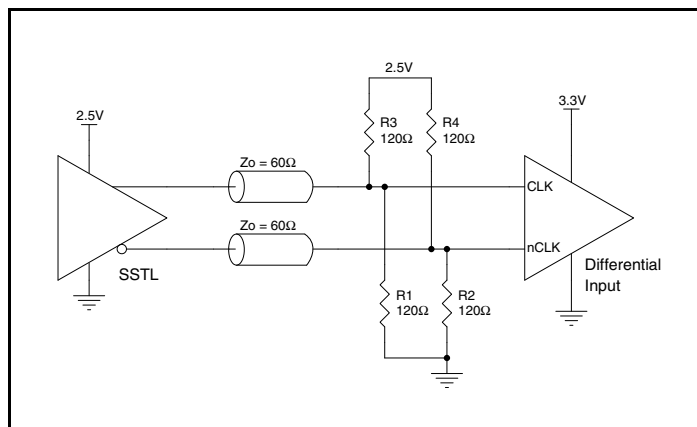 2.5V
3.3V
2.5V
R3
120Ω
R4
120Ω
Zo = 60Ω
CLK
Zo = 60Ω
nCLK
SSTL
Differential
Input
R1
120Ω
R2
120Ω